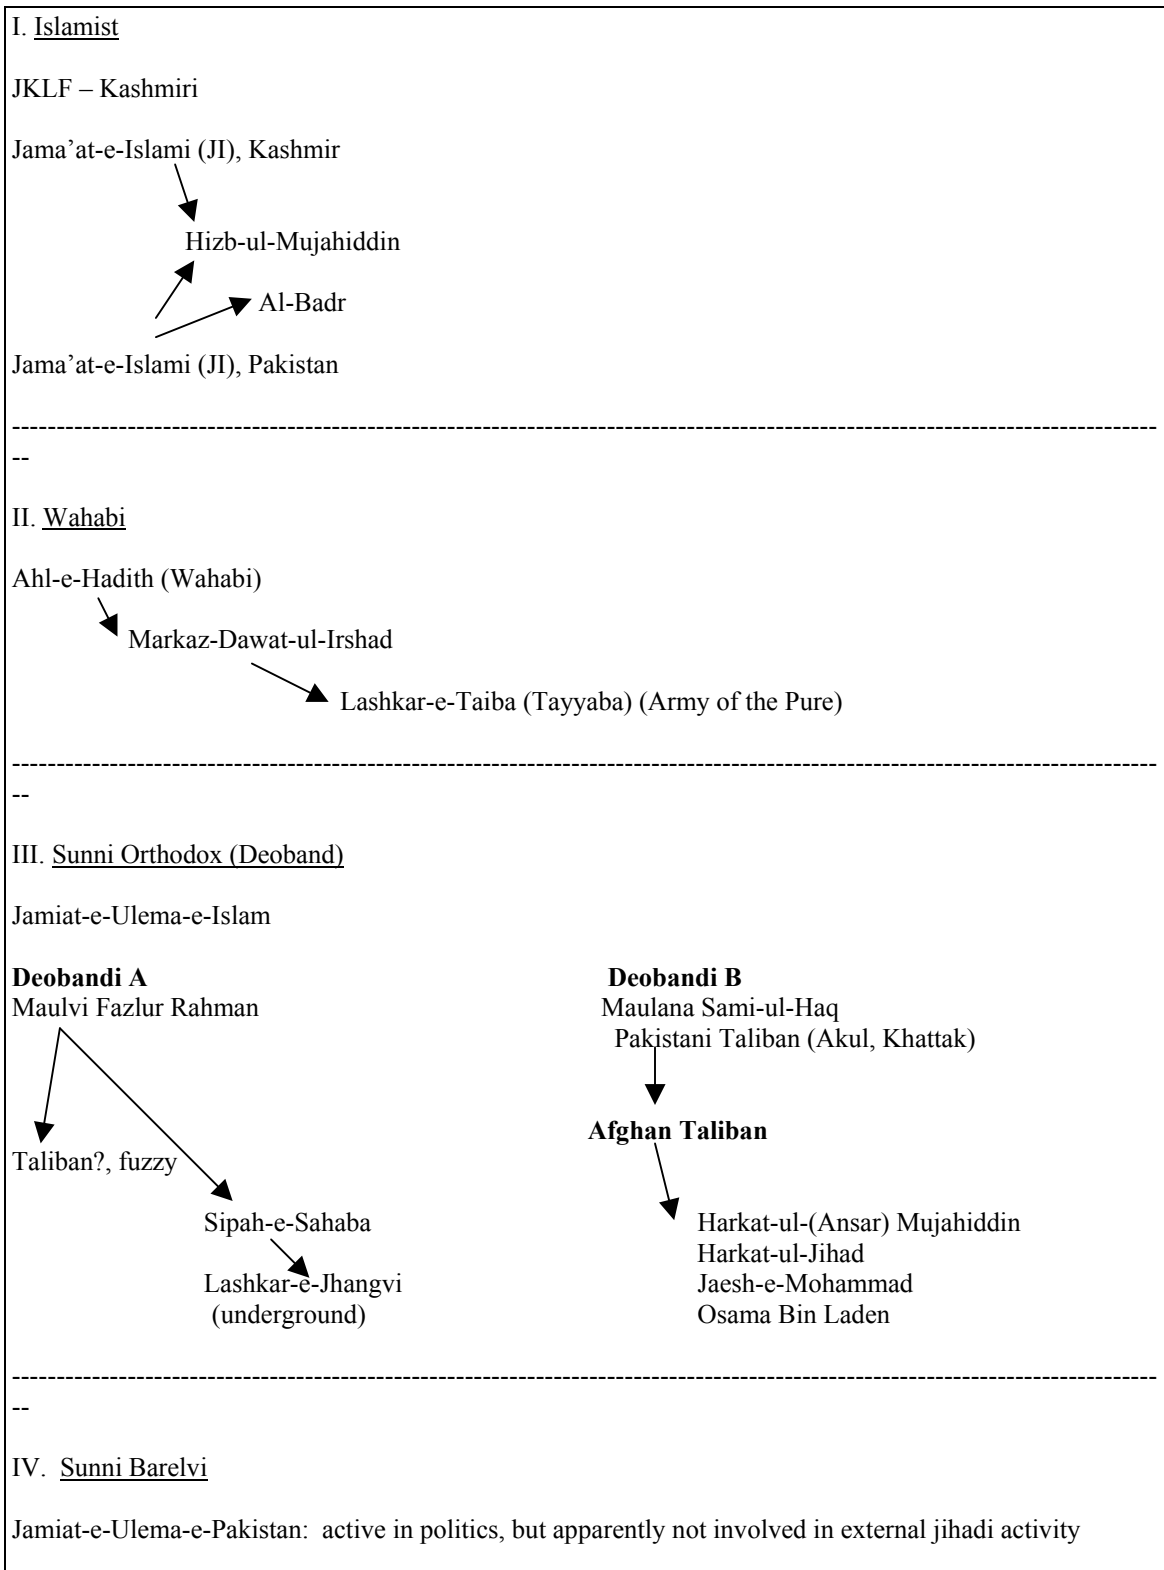 I. Islamist
JKLF – Kashmiri
Jama’at-e-Islami (JI), Kashmir
Hizb-ul-Mujahiddin
Al-Badr
Jama’at-e-Islami (JI), Pakistan
--------------------------------------------------------------------------------------------------------------------------------
--
II. Wahabi
Ahl-e-Hadith (Wahabi)
Markaz-Dawat-ul-Irshad
Lashkar-e-Taiba (Tayyaba) (Army of the Pure)
--------------------------------------------------------------------------------------------------------------------------------
--
III. Sunni Orthodox (Deoband)
Jamiat-e-Ulema-e-Islam
Deobandi A
Maulvi Fazlur Rahman
Taliban?, fuzzy
Sipah-e-Sahaba
Lashkar-e-Jhangvi
(underground)
Deobandi B
Maulana Sami-ul-Haq
Pakistani Taliban (Akul, Khattak)
Afghan Taliban
Harkat-ul-(Ansar) Mujahiddin
Harkat-ul-Jihad
Jaesh-e-Mohammad
Osama Bin Laden
--------------------------------------------------------------------------------------------------------------------------------
--
IV. Sunni Barelvi
Jamiat-e-Ulema-e-Pakistan: active in politics, but apparently not involved in external jihadi activity